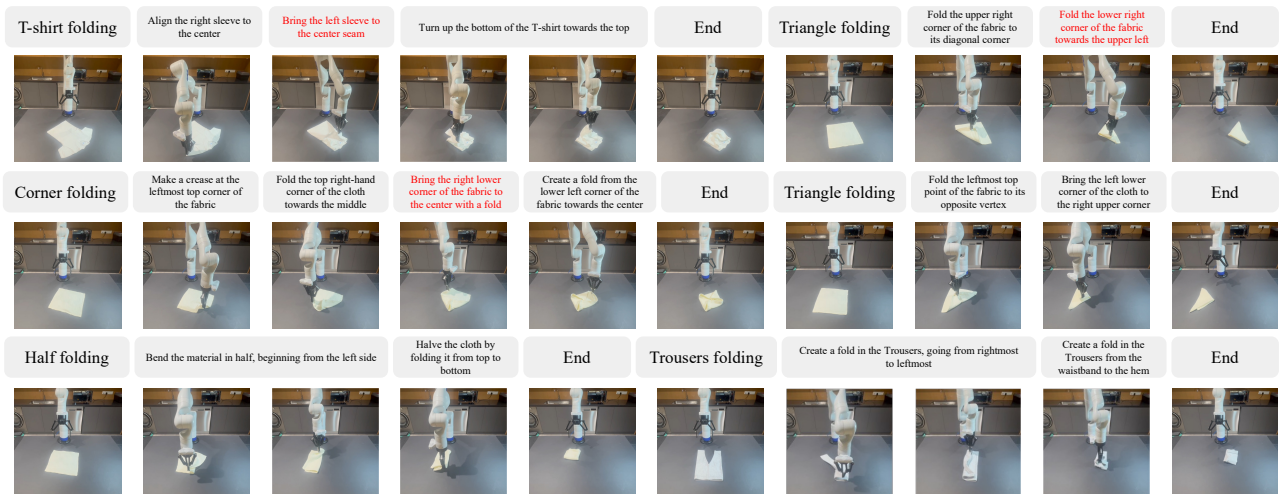 T-shirt folding
Align the right sleeve to
the center
Bring the left sleeve to
the center seam
Turn up the bottom of the T-shirt towards the top
End
Triangle folding
Fold the upper right
corner of the fabric to
its diagonal corner
Fold the lower right
corner of the fabric
towards the upper left
End
Corner folding
Make a crease at the
leftmost top corner of
the fabric
Fold the top right-hand
corner of the cloth
towards the middle
Bring the right lower
corner of the fabric to
the center with a fold
Create a fold from the
lower left corner of the
fabric towards the center
End
Triangle folding
Fold the leftmost top
point of the fabric to its
opposite vertex
Bring the left lower
corner of the cloth to
the right upper corner
End
Half folding
Bend the material in half, beginning from the left side
Halve the cloth by
folding it from top to
bottom
End
Trousers folding
Create a fold in the Trousers, going from rightmost
to leftmost
Create a fold in the
Trousers from the
waistband to the hem
End